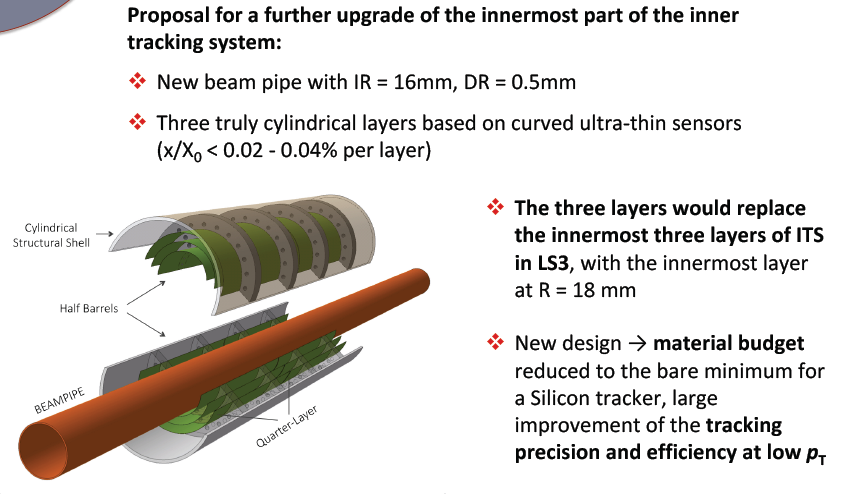 Proposal for a further upgrade of the innermost part of the inner
tracking system:
❖ New beam pipe with IR = 16mm, DR = 0.5mm
❖ Three truly cylindrical layers based on curved ultra-thin sensors
(x/X₀ < 0.02 - 0.04% per layer)
Cylindrical
Structural Shell
Half Barrels
BEAMPIPE
Quarter-Layer
❖ The three layers would replace
the innermost three layers of ITS
in LS3, with the innermost layer
at R = 18 mm
❖ New design → material budget
reduced to the bare minimum for
a Silicon tracker, large
improvement of the tracking
precision and efficiency at low pT